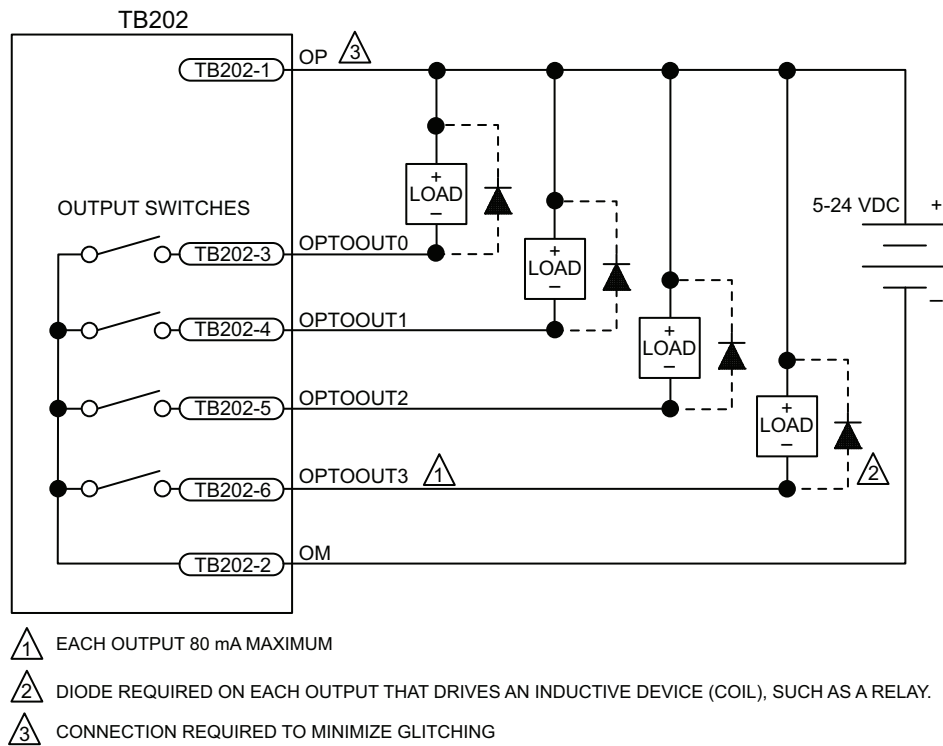 TB202
TB202-1
OP
3
+
LOAD
–
OUTPUT SWITCHES
5-24 VDC
+
–
TB202-3
OPTOOUT0
+
LOAD
–
TB202-4
OPTOOUT1
+
LOAD
–
TB202-5
OPTOOUT2
+
LOAD
–
TB202-6
OPTOOUT3
1
2
TB202-2
OM
1 EACH OUTPUT 80 mA MAXIMUM
2 DIODE REQUIRED ON EACH OUTPUT THAT DRIVES AN INDUCTIVE DEVICE (COIL), SUCH AS A RELAY.
3 CONNECTION REQUIRED TO MINIMIZE GLITCHING